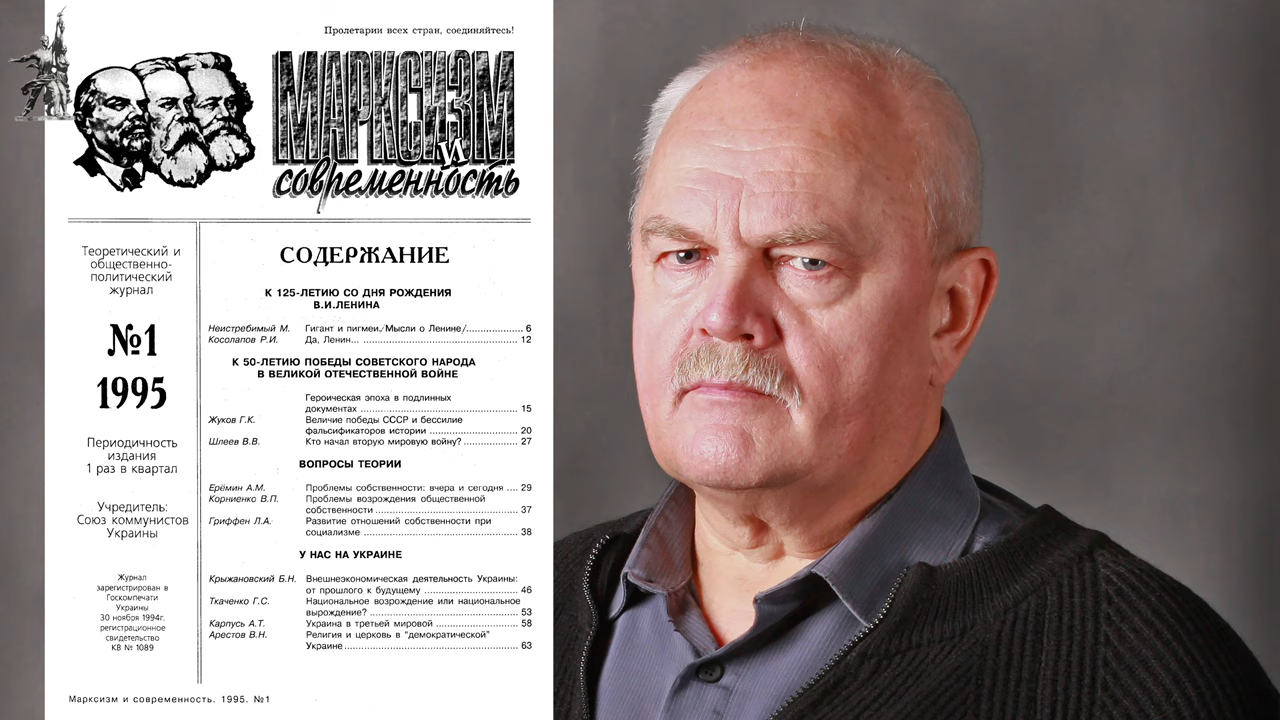 Пролетарии всех стран, соединяйтесь!
МАРКСИЗМ
и
современность
Теоретический и
общественно-
политический
журнал
№1
1995
Периодичность
издания
1 раз в квартал
Учредитель:
Союз коммунистов
Украины
Журнал
зарегистрирован в
Госкомпечати
Украины
30 ноября 1994г.
регистрационное
свидетельство
КВ № 1089
СОДЕРЖАНИЕ
К 125-ЛЕТИЮ СО ДНЯ РОЖДЕНИЯ
В.И.ЛЕНИНА
Неистребимый М. Гигант и пигмеи./Мысли о Ленине/.................... 6
Косолапов Р.И. Да, Ленин... ....................................................... 12
К 50-ЛЕТИЮ ПОБЕДЫ СОВЕТСКОГО НАРОДА
В ВЕЛИКОЙ ОТЕЧЕСТВЕННОЙ ВОЙНЕ
Героическая эпоха в подлинных
документах ....................................................... 15
Жуков Г.К. Величие победы СССР и бессилие
фальсификаторов истории ............................... 20
Шлеев В.В. Кто начал вторую мировую войну? .................. 27
ВОПРОСЫ ТЕОРИИ
Ерёмин А.М. Проблемы собственности: вчера и сегодня .... 29
Корниенко В.П. Проблемы возрождения общественной
собственности .................................................. 37
Гриффен Л.А. Развитие отношений собственности при
социализме ...................................................... 38
У НАС НА УКРАИНЕ
Крыжановский Б.Н. Внешнеэкономическая деятельность Украины:
от прошлого к будущему ................................. 46
Ткаченко Г.С. Национальное возрождение или национальное
вырождение? .................................................... 53
Карпусь А.Т. Украина в третьей мировой ............................. 58
Арестов В.Н. Религия и церковь в "демократической"
Украине ............................................................ 63
Марксизм и современность. 1995. №1